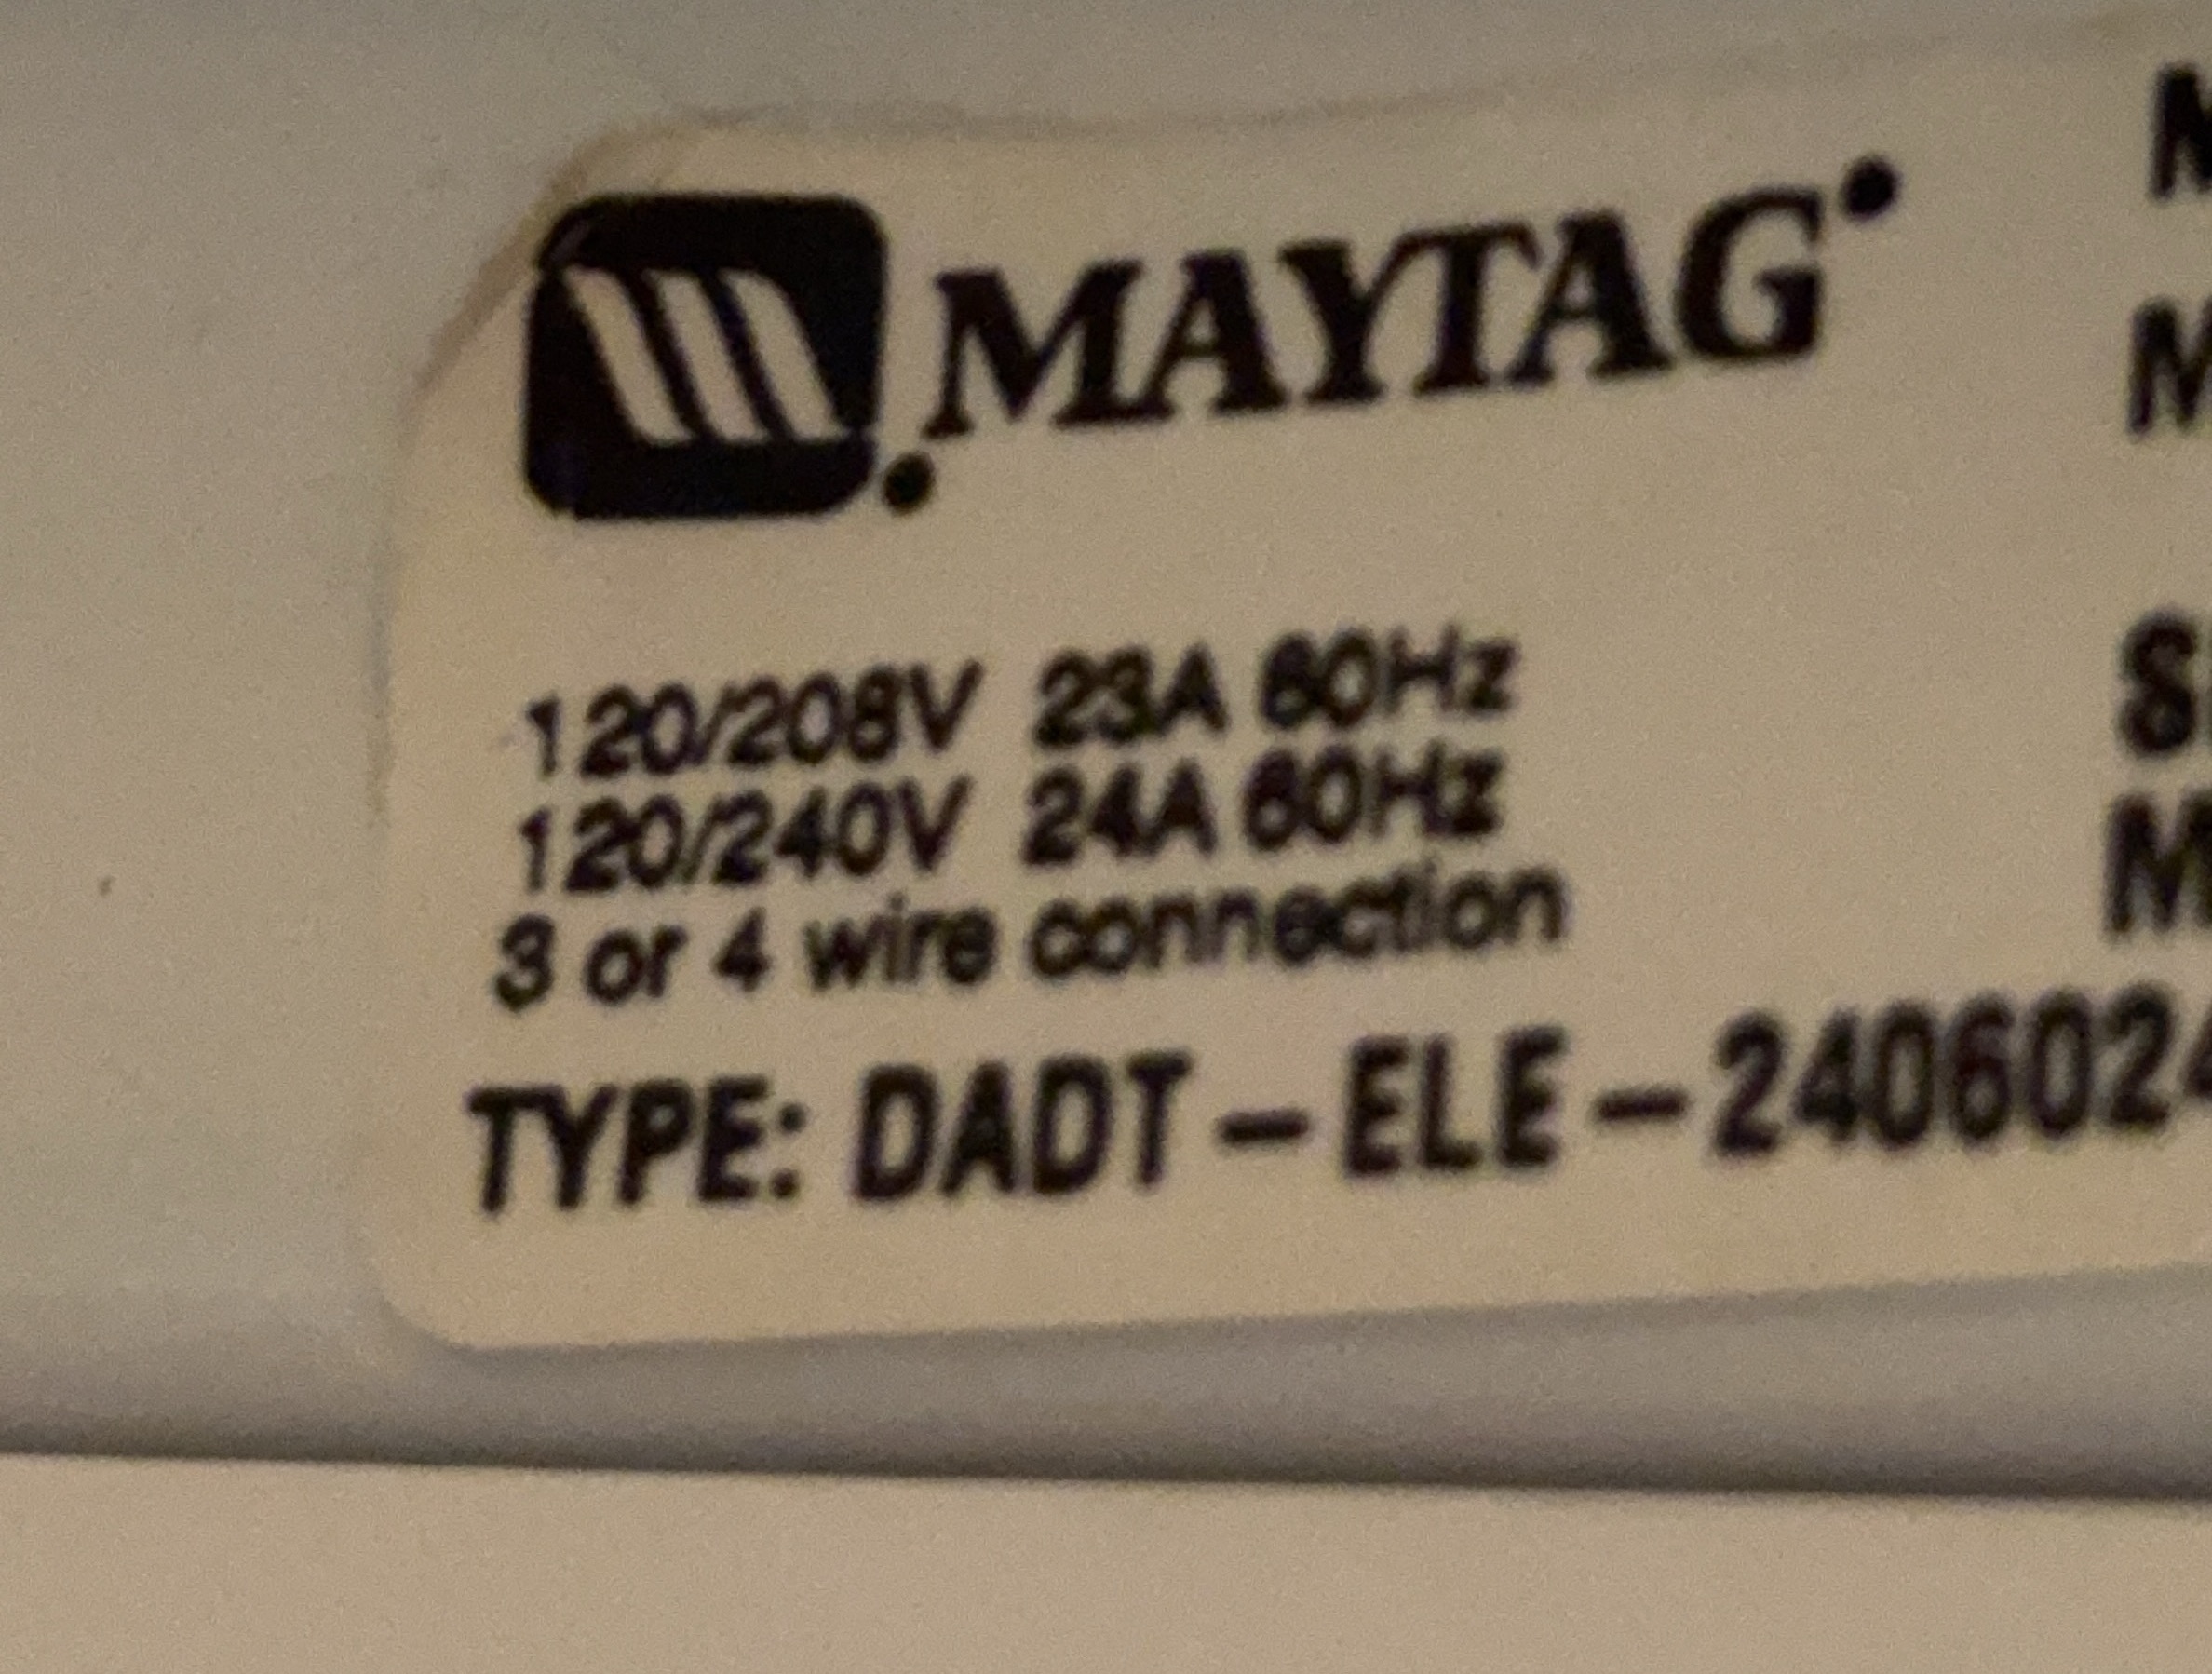 MAYTAG
120/208V 23A 60Hz
120/240V 24A 60Hz
3 or 4 wire connection
TYPE: DADT-ELE-240602